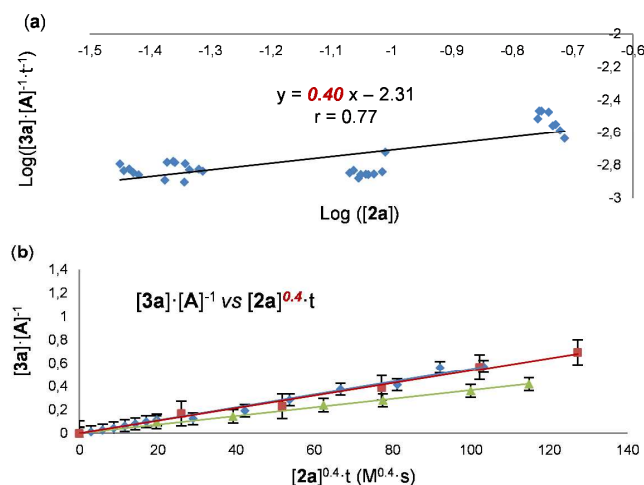 (a)
-1,5 -1,4 -1,3 -1,2 -1,1 -1 -0,9 -0,8 -0,7 -0,6
-2
-2,2
-2,4
-2,6
-2,8
-3
Log([3a]·[A]⁻¹·t⁻¹)
y = 0.40 x – 2.31
r = 0.77
Log ([2a])
(b)
1,4
1,2
1
0,8
0,6
0,4
0,2
0
[3a]·[A]⁻¹
[3a]·[A]⁻¹ vs [2a]⁰·⁴·t
0 20 40 60 80 100 120 140
[2a]⁰·⁴·t (M⁰·⁴·s)